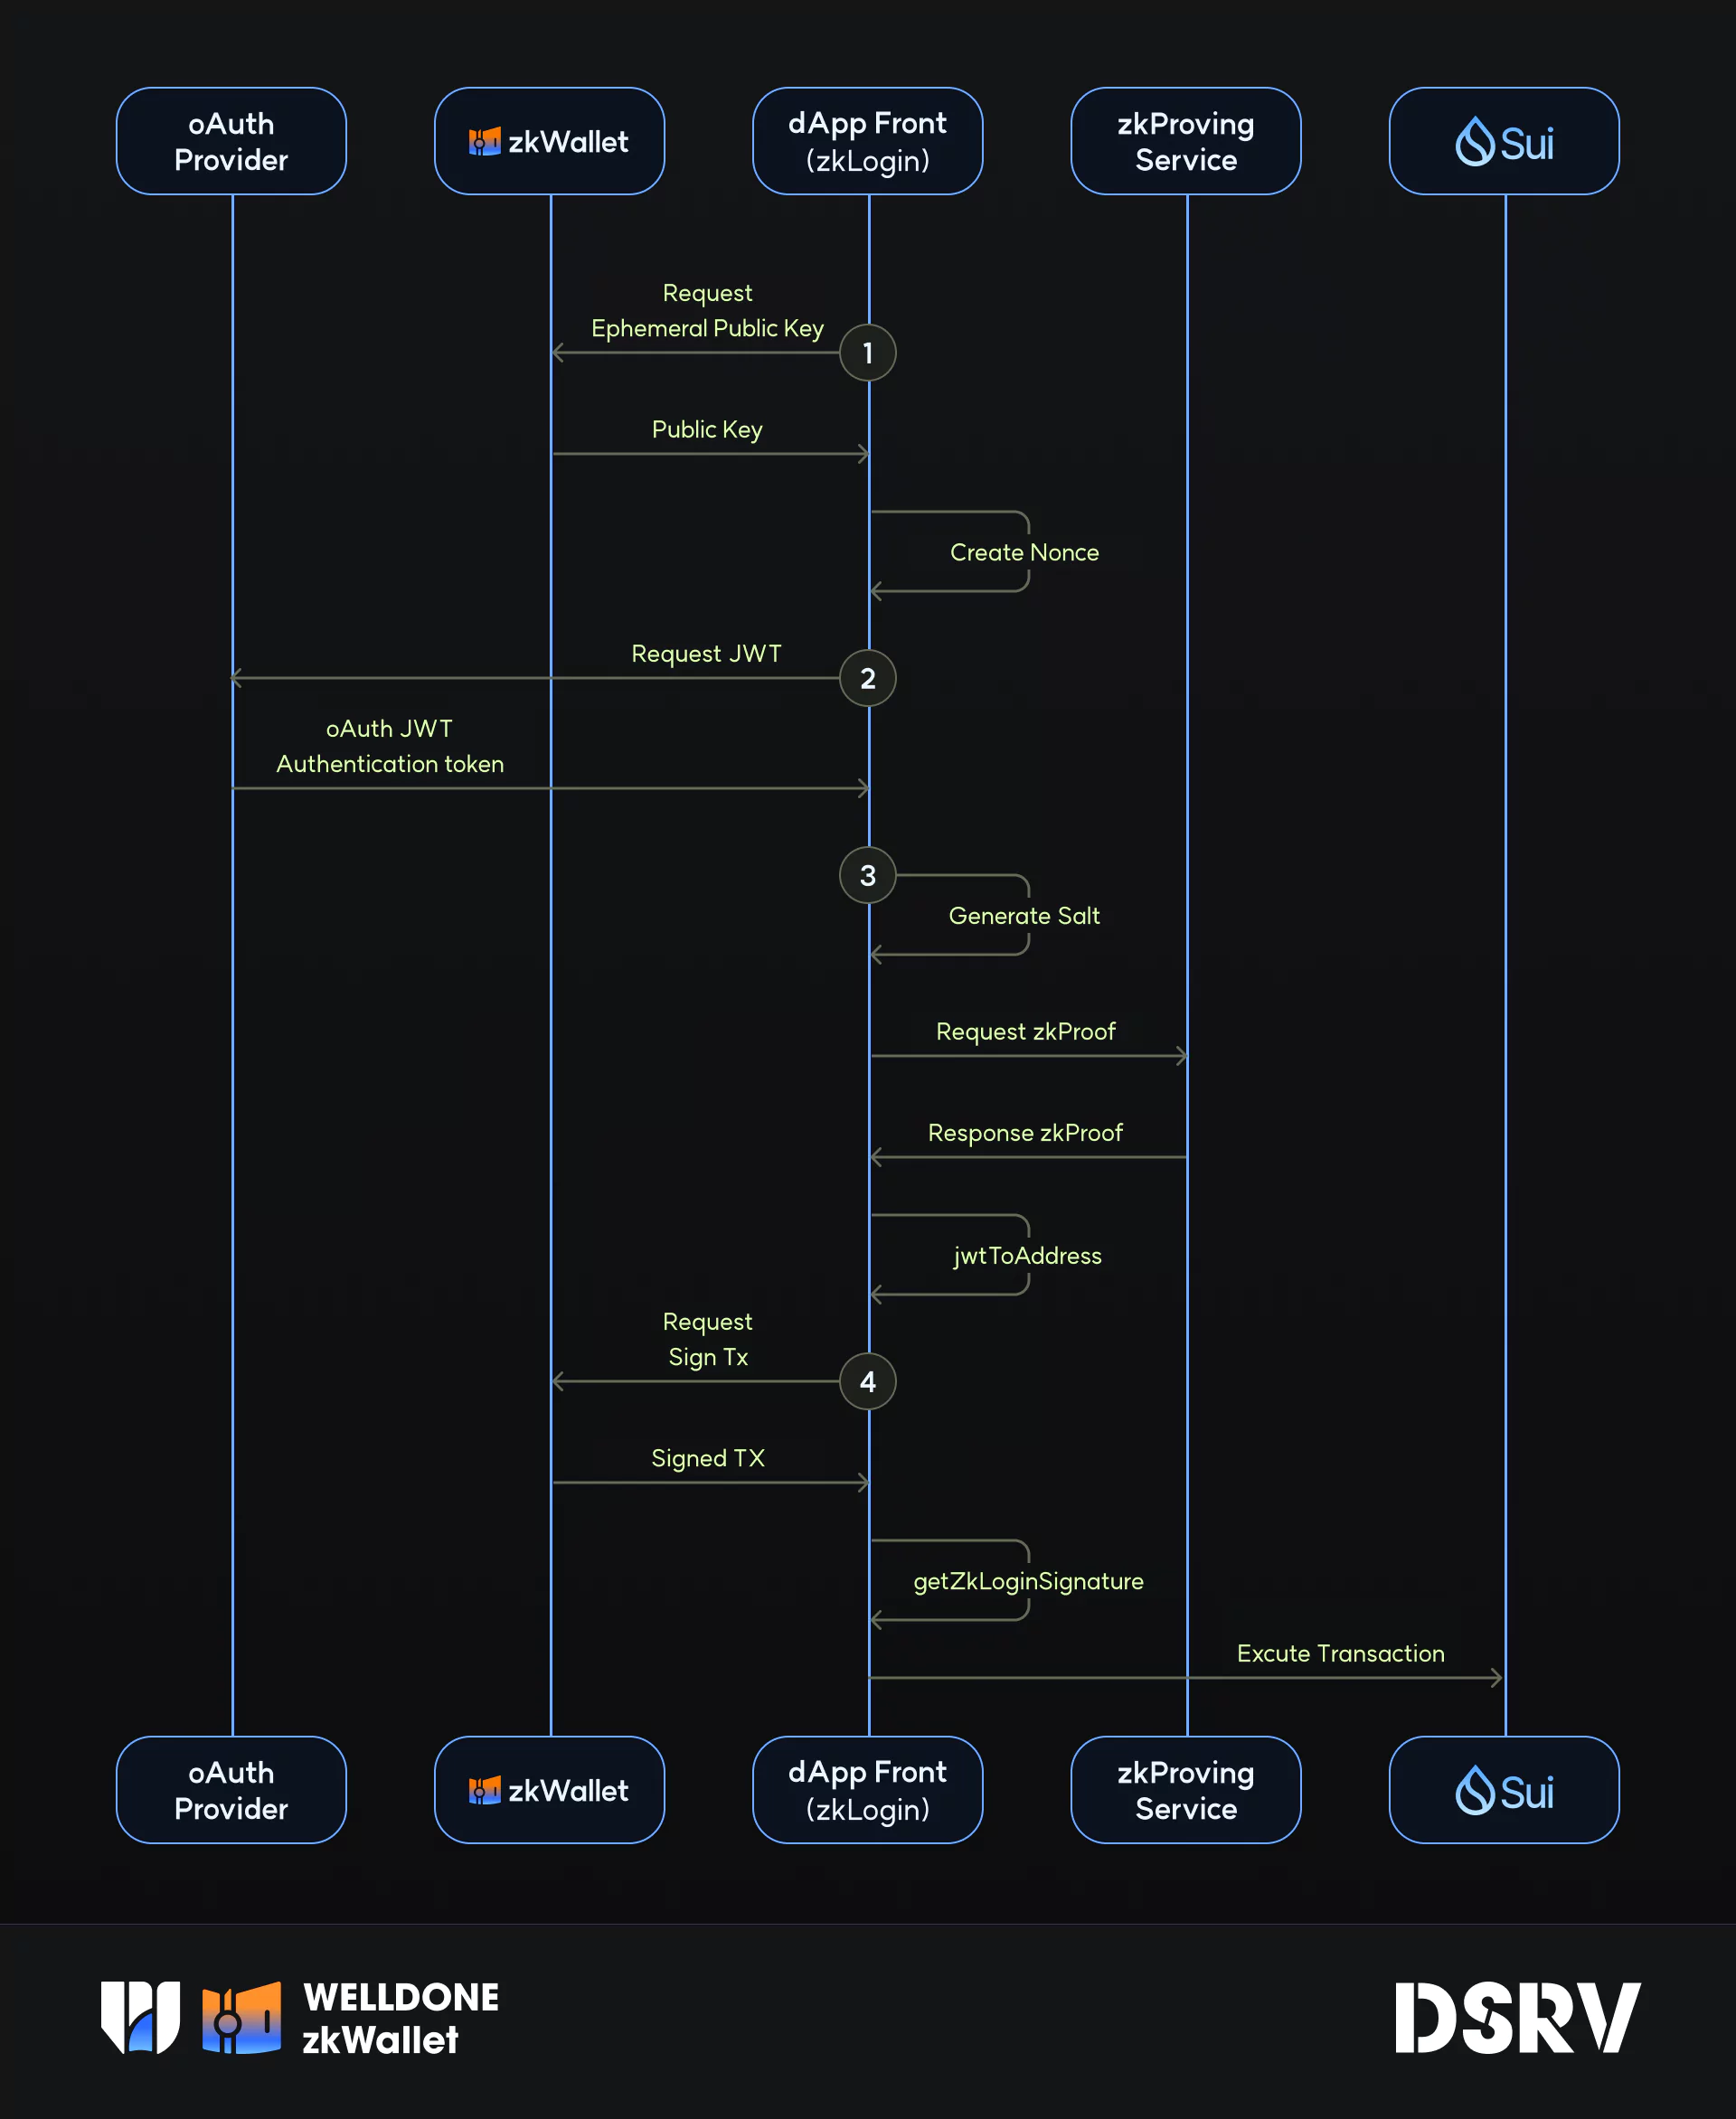 oAuth
Provider
zkWallet
dApp Front
(zkLogin)
zkProving
Service
Sui
Request
Ephemeral Public Key
1
Public Key
Create Nonce
Request JWT
2
oAuth JWT
Authentication token
3
Generate Salt
Request zkProof
Response zkProof
jwtToAddress
Request
Sign Tx
4
Signed TX
getZkLoginSignature
Excute Transaction
oAuth
Provider
zkWallet
dApp Front
(zkLogin)
zkProving
Service
Sui
WELLDONE
zkWallet
DSRV